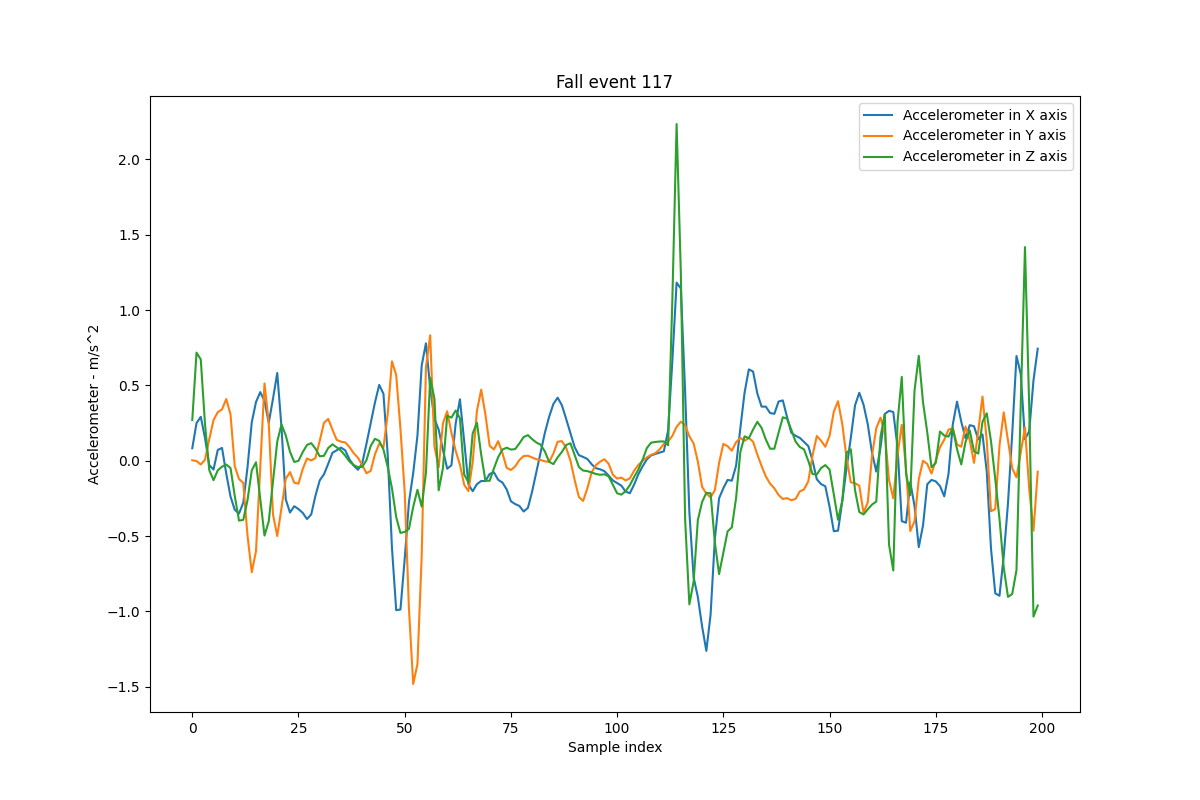 Fall event 117
Accelerometer in X axis
Accelerometer in Y axis
Accelerometer in Z axis
2.0
1.5
1.0
0.5
0.0
−0.5
−1.0
−1.5
Accelerometer - m/s^2
0 25 50 75 100 125 150 175 200
Sample index